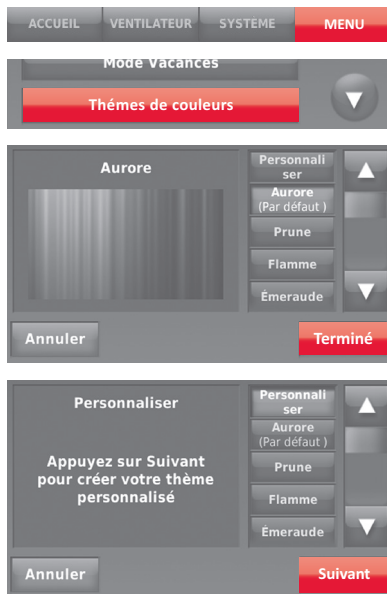 ACCUEIL VENTILATEUR SYSTEME MENU
Mode Vacances
Thémes de couleurs
Aurore
Personnali
ser
Aurore
(Par défaut )
Prune
Flamme
Émeraude
Annuler
Terminé
Personnaliser
Appuyez sur Suivant
pour créer votre thème
personnalisé
Personnali
ser
Aurore
(Par défaut )
Prune
Flamme
Émeraude
Annuler
Suivant